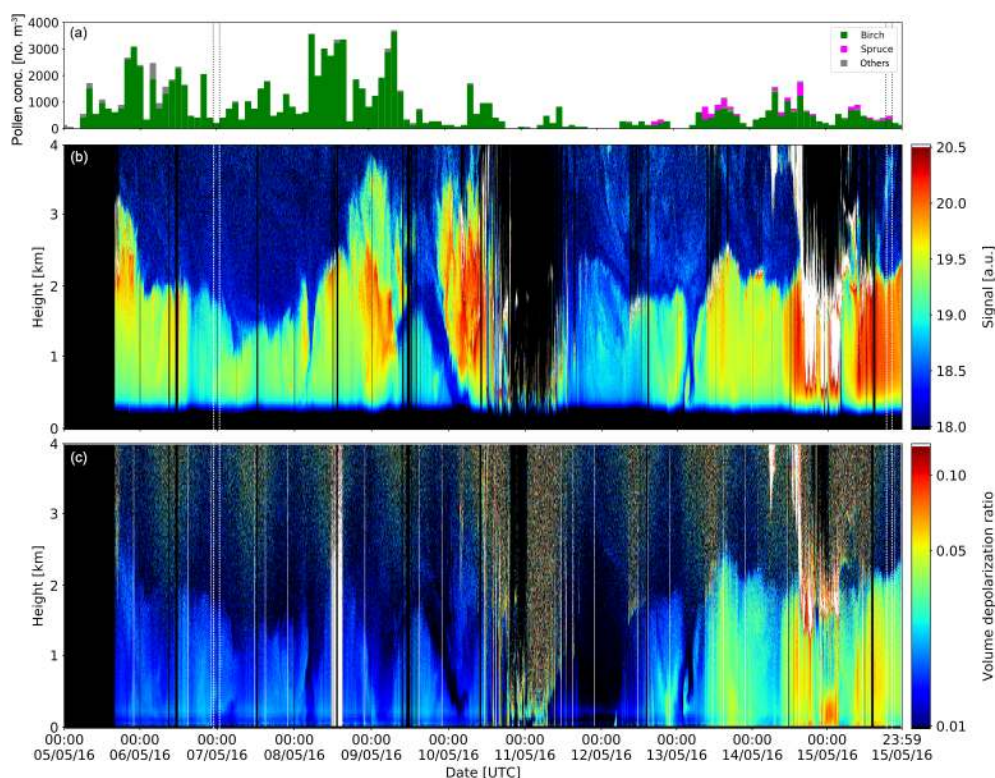 (a)
Pollen conc. [no. m⁻³]
4000
3000
2000
1000
0
Birch
Spruce
Others
(b)
Height [km]
4
3
2
1
0
20.5
20.0
19.5
19.0
18.5
18.0
Signal [a.u.]
(c)
Height [km]
4
3
2
1
0
0.10
0.05
0.01
Volume depolarization ratio
00:00 00:00 00:00 00:00 00:00 00:00 00:00 00:00 00:00 00:00 00:00 23:59
05/05/16 06/05/16 07/05/16 08/05/16 09/05/16 10/05/16 11/05/16 12/05/16 13/05/16 14/05/16 15/05/16 15/05/16
Date [UTC]